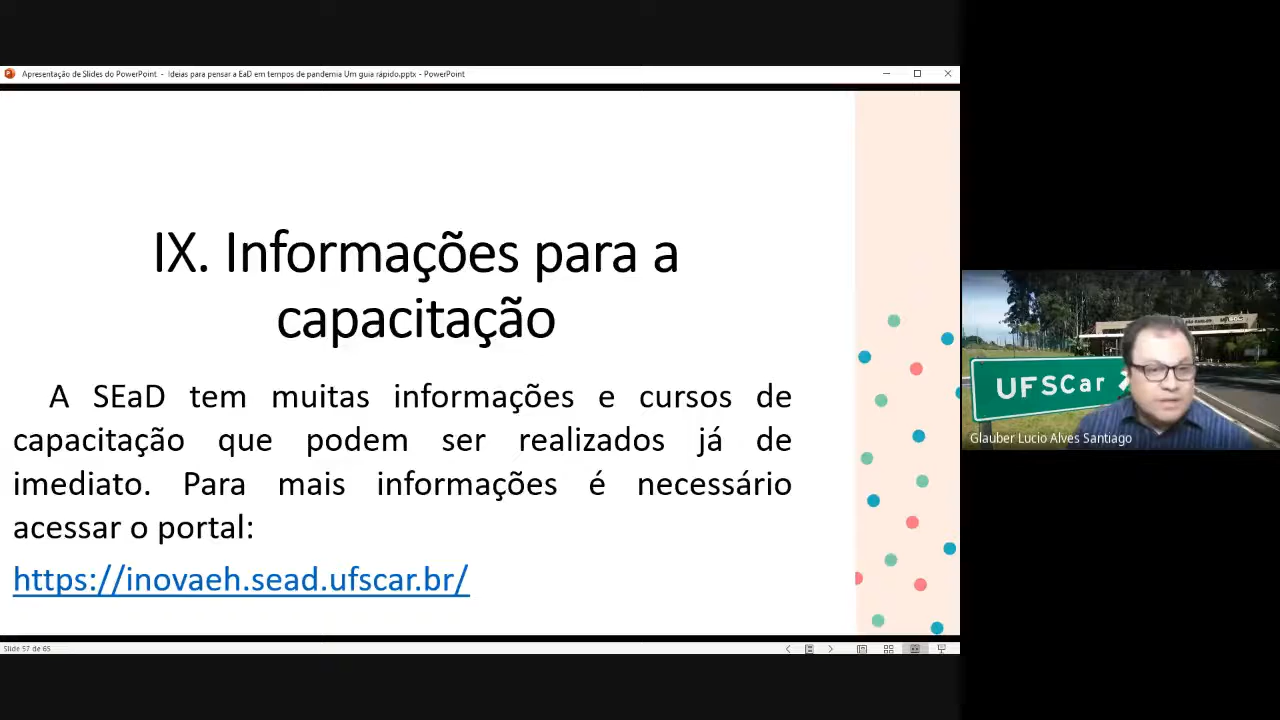 Apresentação de Slides do PowerPoint - Ideias para pensar a EaD em tempos de pandemia Um guia rápido.pptx - PowerPoint
IX. Informações para a
capacitação
A SEaD tem muitas informações e cursos de
capacitação que podem ser realizados já de
imediato. Para mais informações é necessário
acessar o portal:
https://inovaeh.sead.ufscar.br/
Slide 57 de 65
UFSCar
Glauber Lucio Alves Santiago